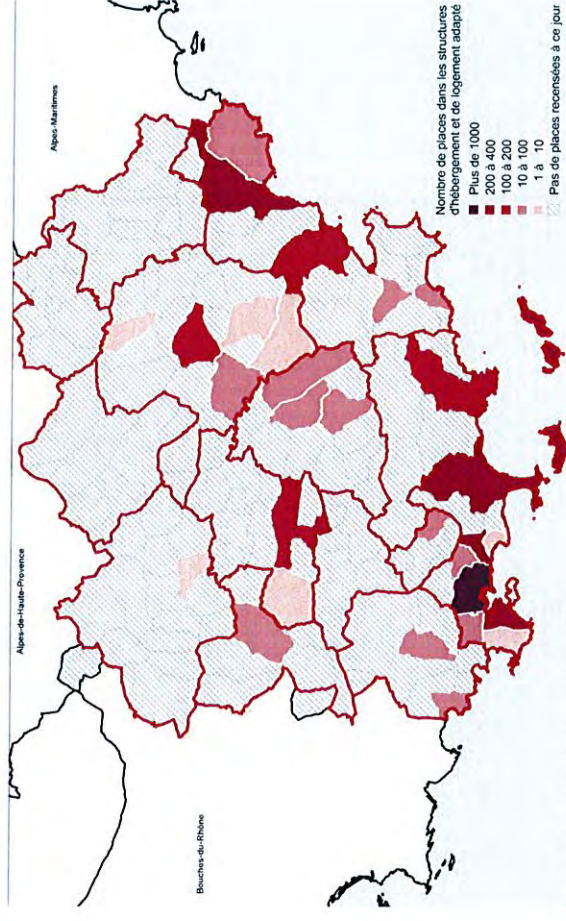 Alpes-de-Haute-Provence
Alpes-Maritimes
Bouches-du-Rhône
Nombre de places dans les structures
d'hébergement et de logement adapté
Plus de 1000
200 à 400
100 à 200
10 à 100
1 à 10
Pas de places recensées à ce jour